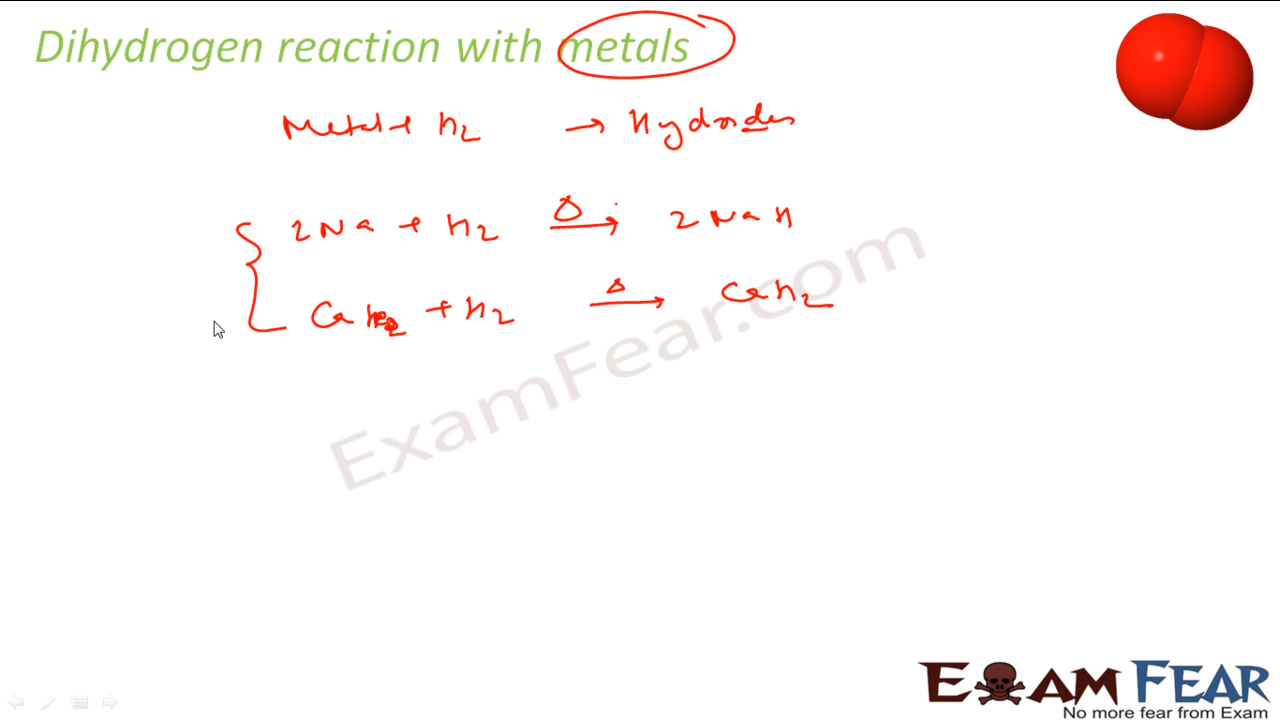 Dihydrogen reaction with metals
Metal + H2 → Hydrides
2Na + H2 Δ→ 2NaH
Ca + H2 Δ→ CaH2
ExamFear.com
EXAM FEAR
No more fear from Exam